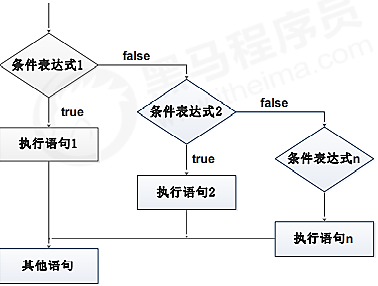 条件表达式1
false
true
条件表达式2
false
执行语句1
true
条件表达式n
执行语句2
其他语句
执行语句n
黑马程序员
heima.com